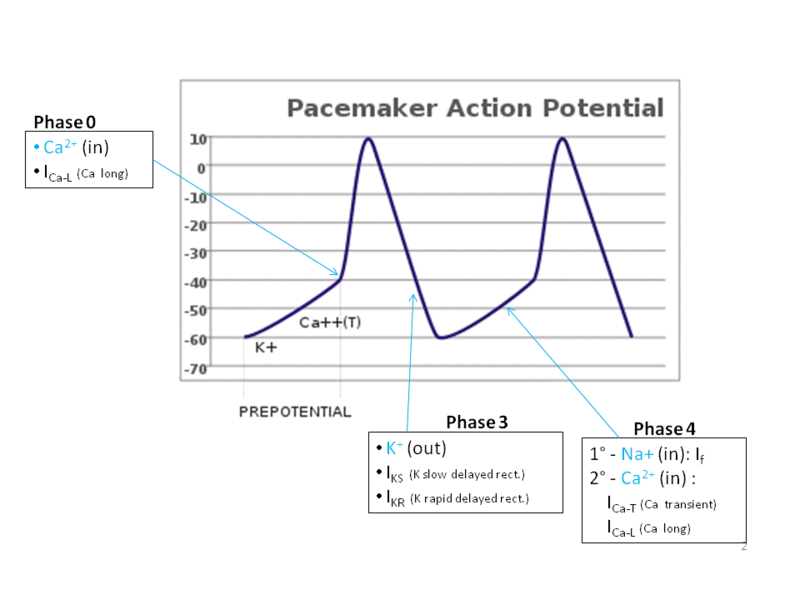 Pacemaker Action Potential
Phase 0
• Ca2+ (in)
• ICa-L (Ca long)
10
0
-10
-20
-30
-40
-50
-60
-70
Ca++(T)
K+
PREPOTENTIAL
Phase 3
• K+ (out)
• IKS (K slow delayed rect.)
• IKR (K rapid delayed rect.)
Phase 4
1° - Na+ (in): If
2° - Ca2+ (in) :
ICa-T (Ca transient)
ICa-L (Ca long)
2